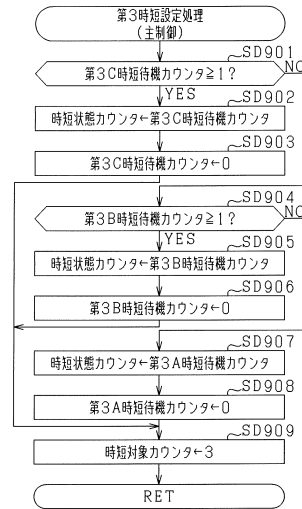 第3時短設定処理
(主制御)
SD901
第3C時短待機カウンタ≧1?
NO
YES
SD902
時短状態カウンタ←第3C時短カウンタ
SD903
第3C時短待機カウンタ←0
SD904
第3B時短待機カウンタ≧1?
NO
YES
SD905
時短状態カウンタ←第3B時短カウンタ
SD906
第3B時短待機カウンタ←0
SD907
時短状態カウンタ←第3A時短カウンタ
SD908
第3A時短待機カウンタ←0
SD909
時短対象カウンタ←3
RET